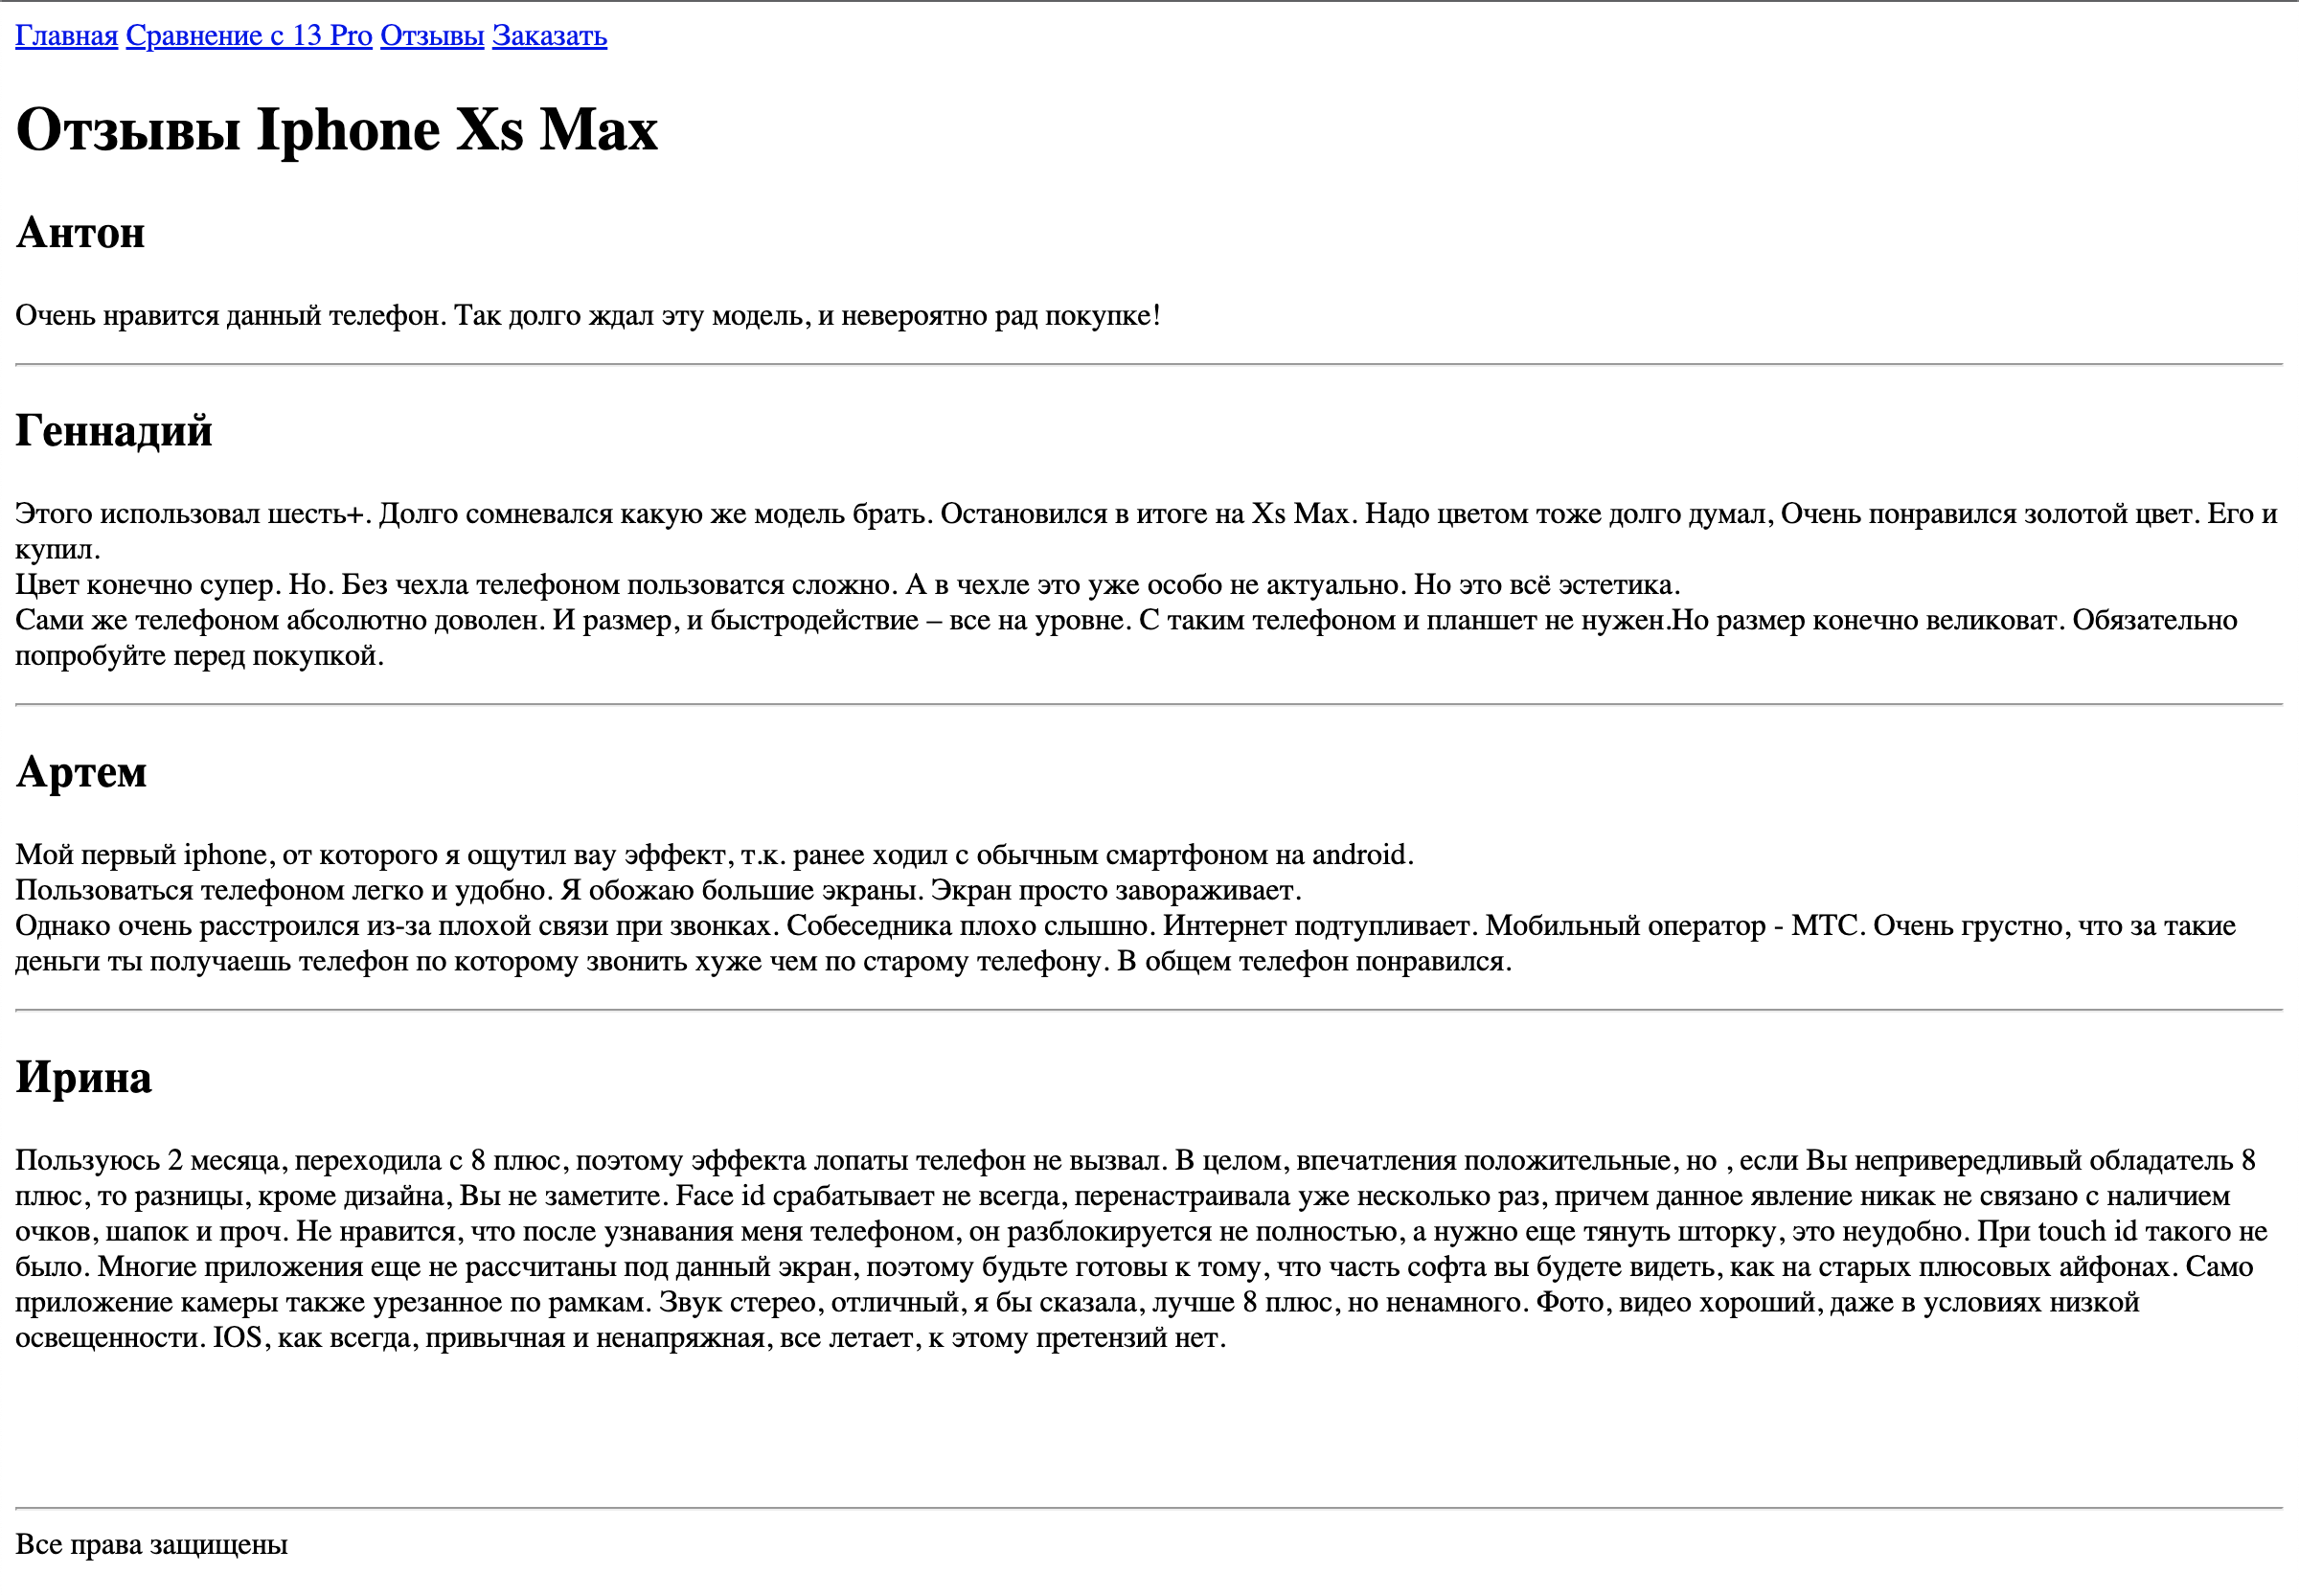 Главная Сравнение с 13 Pro Отзывы Заказать
Отзывы Iphone Xs Max
Антон
Очень нравится данный телефон. Так долго ждал эту модель, и невероятно рад покупке!
Геннадий
Этого использовал шесть+. Долго сомневался какую же модель брать. Остановился в итоге на Xs Max. Надо цветом тоже долго думал, Очень понравился золотой цвет. Его и
купил.
Цвет конечно супер. Но. Без чехла телефоном пользоватся сложно. А в чехле это уже особо не актуально. Но это всё эстетика.
Сами же телефоном абсолютно доволен. И размер, и быстродействие – все на уровне. С таким телефоном и планшет не нужен.Но размер конечно великоват. Обязательно
попробуйте перед покупкой.
Артем
Мой первый iphone, от которого я ощутил вау эффект, т.к. ранее ходил с обычным смартфоном на android.
Пользоваться телефоном легко и удобно. Я обожаю большие экраны. Экран просто завораживает.
Однако очень расстроился из-за плохой связи при звонках. Собеседника плохо слышно. Интернет подтупливает. Мобильный оператор - МТС. Очень грустно, что за такие
деньги ты получаешь телефон по которому звонить хуже чем по старому телефону. В общем телефон понравился.
Ирина
Пользуюсь 2 месяца, переходила с 8 плюс, поэтому эффекта лопаты телефон не вызвал. В целом, впечатления положительные, но , если Вы непривередливый обладатель 8
плюс, то разницы, кроме дизайна, Вы не заметите. Face id срабатывает не всегда, перенастраивала уже несколько раз, причем данное явление никак не связано с наличием
очков, шапок и проч. Не нравится, что после узнавания меня телефоном, он разблокируется не полностью, а нужно еще тянуть шторку, это неудобно. При touch id такого не
было. Многие приложения еще не рассчитаны под данный экран, поэтому будьте готовы к тому, что часть софта вы будете видеть, как на старых плюсовых айфонах. Само
приложение камеры также урезанное по рамкам. Звук стерео, отличный, я бы сказала, лучше 8 плюс, но ненамного. Фото, видео хороший, даже в условиях низкой
освещенности. IOS, как всегда, привычная и ненапряжная, все летает, к этому претензий нет.
Все права защищены